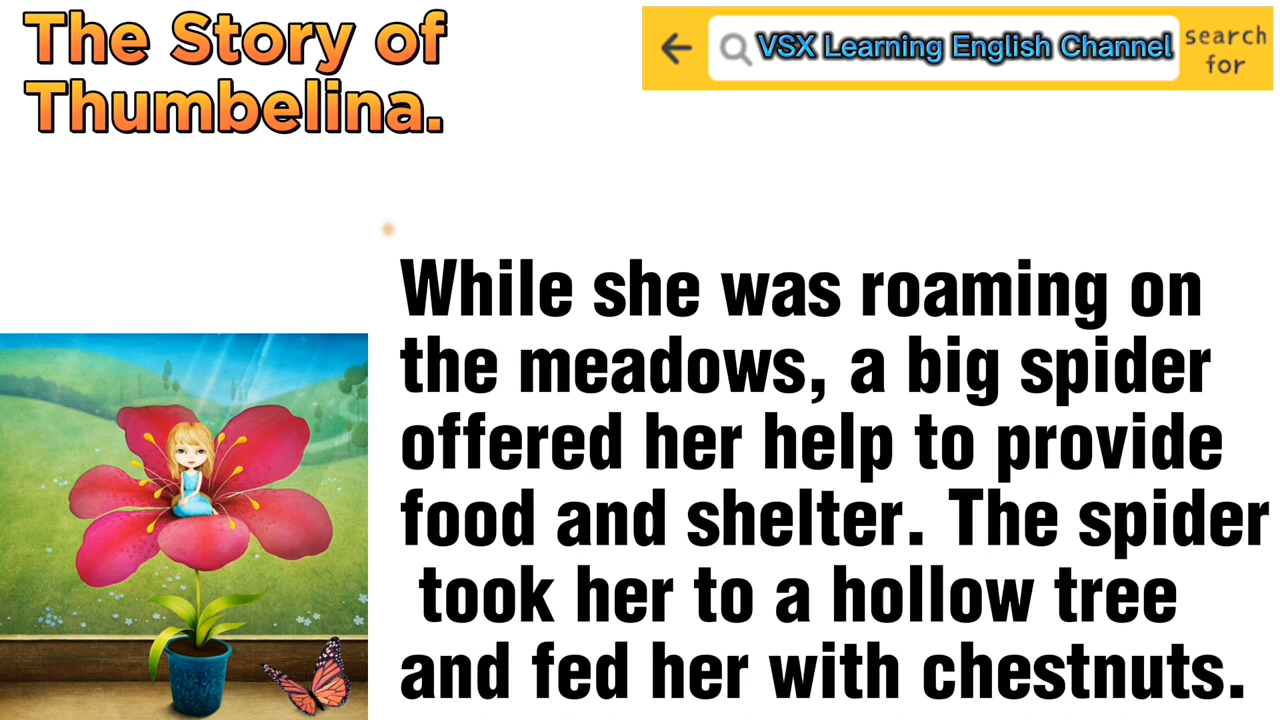 The Story of
Thumbelina.
VSX Learning English Channel
search
for
While she was roaming on
the meadows, a big spider
offered her help to provide
food and shelter. The spider
took her to a hollow tree
and fed her with chestnuts.